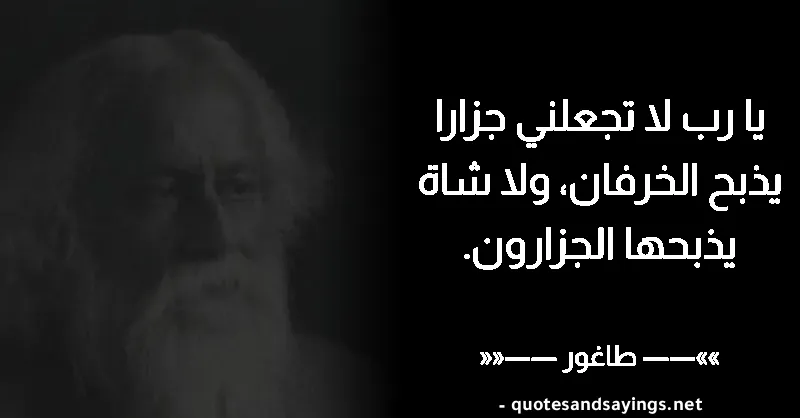 يا رب لا تجعلني جزارا
يذبح الخرفان، ولا شاة
يذبحها الجزارون.
»»—— طاغور ——««
- quotesandsayings.net